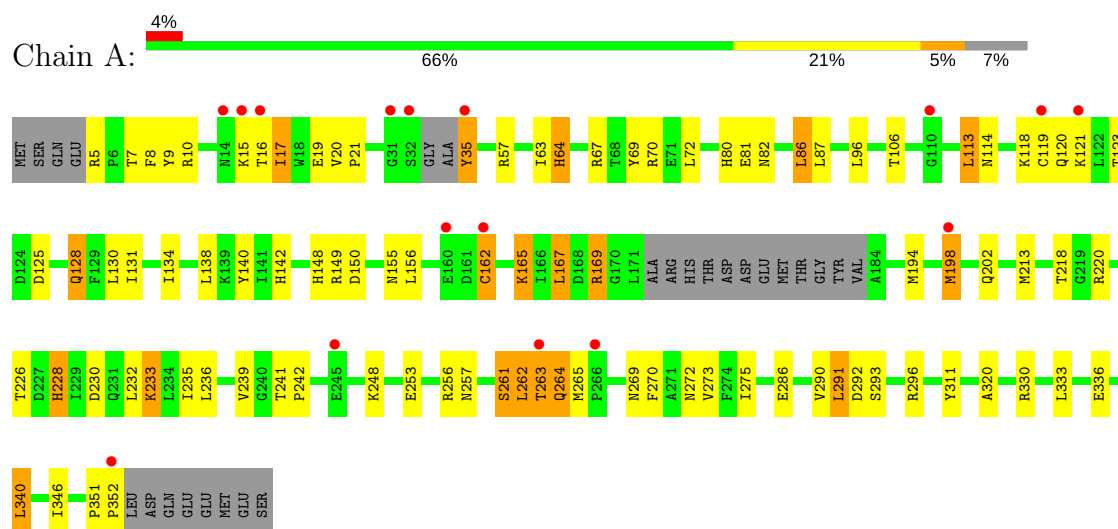 4%
Chain A:
66% 21% 5% 7%
MET SER GLN GLU R5 P6 T7 F8 Y9 R10 N14 K15 T16 I17 W18 E19 V20 P21 G31 S32 GLY ALA Y35 R57 I63 H64 R67 T68 Y69 R70 E71 L72 H80 E81 N82 L86 L87 L96 T106 G110 L113 N114 K118 C119 Q120 K121 L122 T123
D124 D125 Q128 F129 L130 I131 I134 L138 K139 Y140 I141 H142 H148 R149 D150 N155 L156 E160 D161 C162 K165 I166 L167 D168 R169 G170 L171 ALA ARG HIS THR ASP ASP GLU MET THR GLY TYR VAL A184 M194 M198 Q202 M213 T218 G219 R220
T226 D227 H228 I229 D230 Q231 L232 K233 L234 I235 L236 V239 G240 T241 P242 E245 K248 E253 R256 N257 S261 L262 T263 Q264 M265 P266 N269 F270 A271 N272 V273 F274 I275 E286 V290 L291 D292 S293 R296 Y311 A320 R330 L333 E336
L340 I346 P351 P352 LEU ASP GLN GLU GLU MET GLU SER